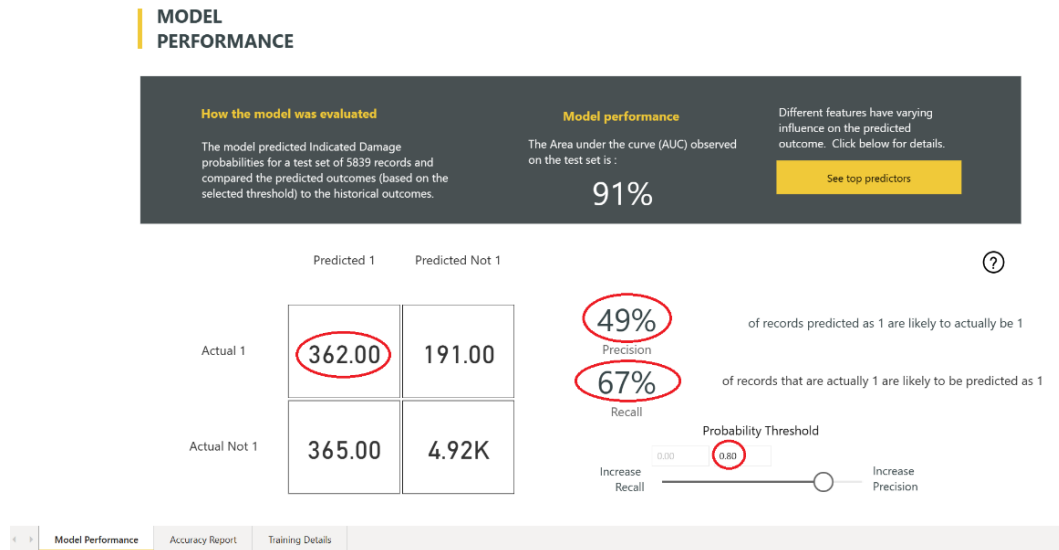 MODEL
PERFORMANCE
How the model was evaluated
The model predicted Indicated Damage
probabilities for a test set of 5839 records and
compared the predicted outcomes (based on the
selected threshold) to the historical outcomes.
Model performance
The Area under the curve (AUC) observed
on the test set is :
91%
Different features have varying
influence on the predicted
outcome. Click below for details.
See top predictors
Predicted 1
Predicted Not 1
?
Actual 1
362.00
191.00
Actual Not 1
365.00
4.92K
49%
Precision
of records predicted as 1 are likely to actually be 1
67%
Recall
of records that are actually 1 are likely to be predicted as 1
Probability Threshold
0.00
0.80
Increase
Recall
Increase
Precision
Model Performance
Accuracy Report
Training Details